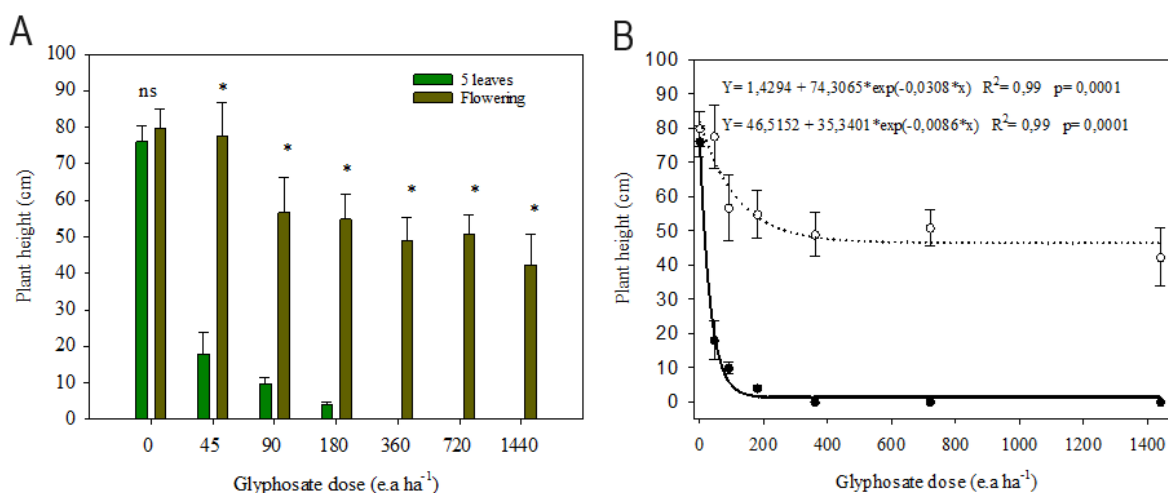 A
100
90
80
70
60
50
40
30
20
10
0
Plant height (cm)
ns
*
*
*
*
*
*
5 leaves
Flowering
0 45 90 180 360 720 1440
Glyphosate dose (e.a ha⁻¹)
B
100
90
80
70
60
50
40
30
20
10
0
Plant height (cm)
Y= 1,4294 + 74,3065*exp(-0,0308*x) R²= 0,99 p= 0,0001
Y= 46,5152 + 35,3401*exp(-0,0086*x) R²= 0,99 p= 0,0001
0 200 400 600 800 1000 1200 1400
Glyphosate dose (e.a ha⁻¹)